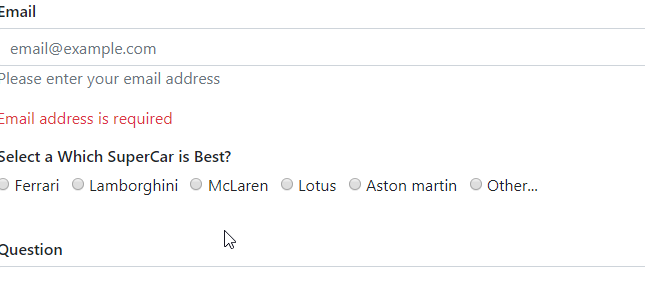 Email
email@example.com
Please enter your email address
Email address is required
Select a Which SuperCar is Best?
Ferrari Lamborghini McLaren Lotus Aston martin Other...
Question